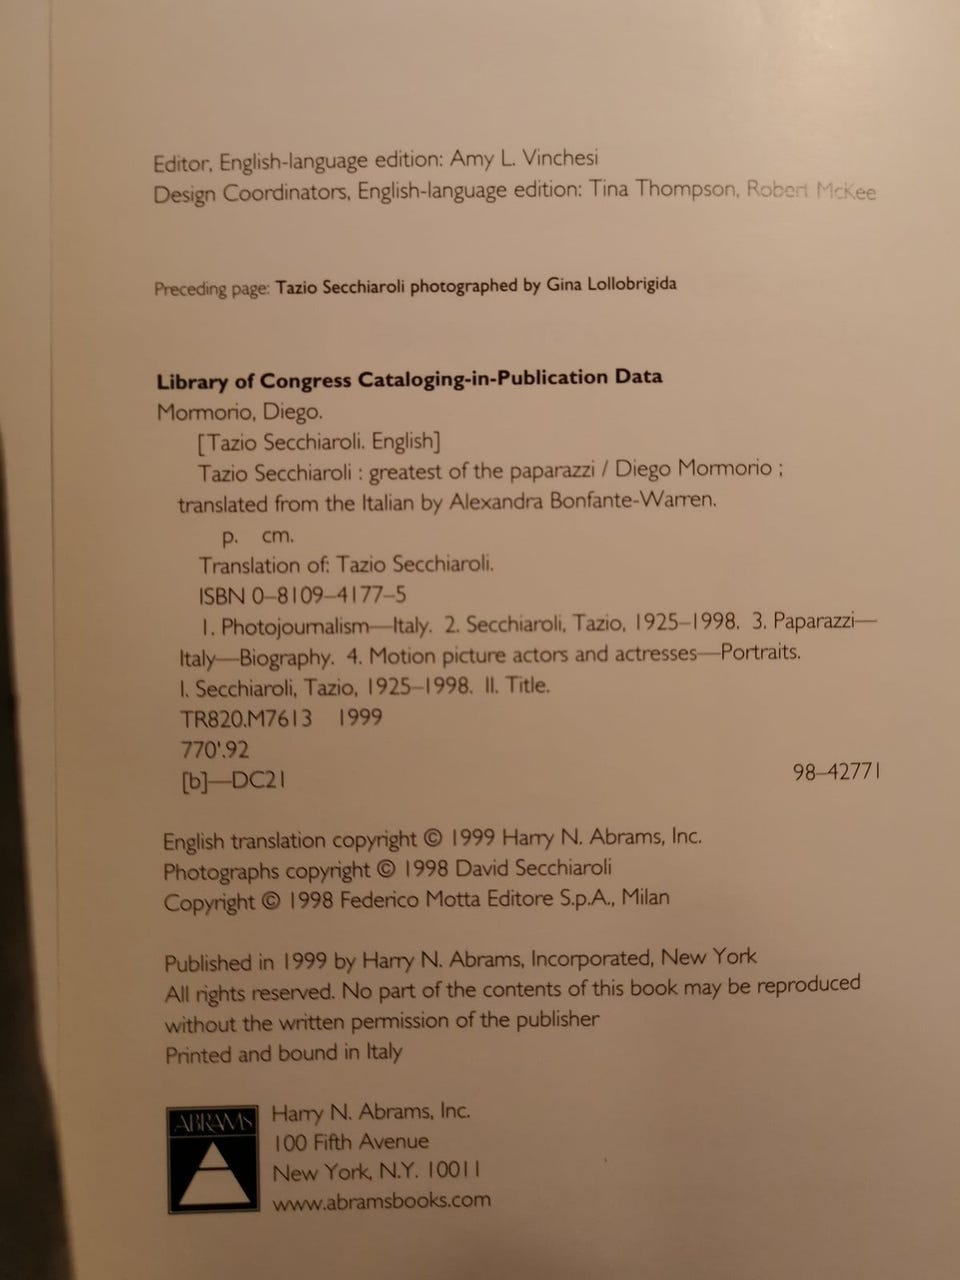 Editor, English-language edition: Amy L. Vinchesi
Design Coordinators, English-language edition: Tina Thompson, Robert McKee
Preceding page: Tazio Secchiaroli photographed by Gina Lollobrigida
Library of Congress Cataloging-in-Publication Data
Mormorio, Diego.
[Tazio Secchiaroli. English]
Tazio Secchiaroli : greatest of the paparazzi / Diego Mormorio ;
translated from the Italian by Alexandra Bonfante-Warren.
p. cm.
Translation of: Tazio Secchiaroli.
ISBN 0–8109–4177–5
1. Photojournalism—Italy. 2. Secchiaroli, Tazio, 1925–1998. 3. Paparazzi—
Italy—Biography. 4. Motion picture actors and actresses—Portraits.
I. Secchiaroli, Tazio, 1925–1998. II. Title.
TR820.M7613 1999
770'.92
[b]—DC21 98–42771
English translation copyright © 1999 Harry N. Abrams, Inc.
Photographs copyright © 1998 David Secchiaroli
Copyright © 1998 Federico Motta Editore S.p.A., Milan
Published in 1999 by Harry N. Abrams, Incorporated, New York
All rights reserved. No part of the contents of this book may be reproduced
without the written permission of the publisher
Printed and bound in Italy
ABRAMS
Harry N. Abrams, Inc.
100 Fifth Avenue
New York, N.Y. 10011
www.abramsbooks.com